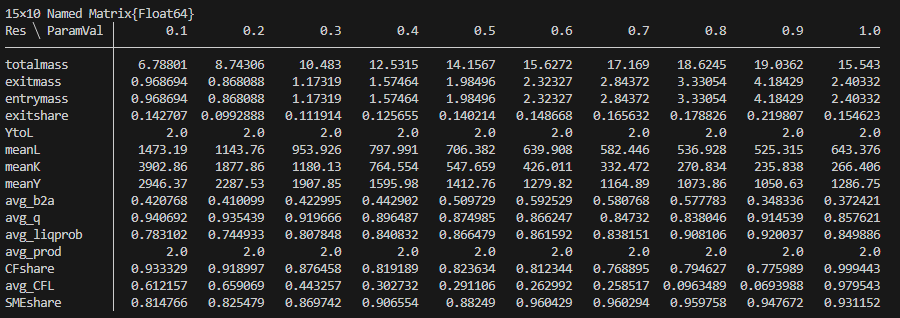 15×10 Named Matrix{Float64}
Res ╲ ParamVal │ 0.1 0.2 0.3 0.4 0.5 0.6 0.7 0.8 0.9 1.0
totalmass │ 6.78801 8.74306 10.483 12.5315 14.1567 15.6272 17.169 18.6245 19.0362 15.543
exitmass │ 0.968694 0.868088 1.17319 1.57464 1.98496 2.32327 2.84372 3.33054 4.18429 2.40332
entrymass │ 0.968694 0.868088 1.17319 1.57464 1.98496 2.32327 2.84372 3.33054 4.18429 2.40332
exitshare │ 0.142707 0.0992888 0.111914 0.125655 0.140214 0.148668 0.165632 0.178826 0.219807 0.154623
YtoL │ 2.0 2.0 2.0 2.0 2.0 2.0 2.0 2.0 2.0 2.0
meanL │ 1473.19 1143.76 953.926 797.991 706.382 639.908 582.446 536.928 525.315 643.376
meanK │ 3902.86 1877.86 1180.13 764.554 547.659 426.011 332.472 270.834 235.838 266.406
meanY │ 2946.37 2287.53 1907.85 1595.98 1412.76 1279.82 1164.89 1073.86 1050.63 1286.75
avg_b2a │ 0.420768 0.410099 0.422995 0.442902 0.509729 0.592529 0.580768 0.577783 0.348336 0.372421
avg_q │ 0.940692 0.935439 0.919666 0.896487 0.874985 0.866247 0.84732 0.838046 0.914539 0.857621
avg_liqprob │ 0.783102 0.744933 0.807848 0.840832 0.866479 0.861592 0.838151 0.908106 0.920037 0.849886
avg_prod │ 2.0 2.0 2.0 2.0 2.0 2.0 2.0 2.0 2.0 2.0
CFshare │ 0.933329 0.918997 0.876458 0.819189 0.823634 0.812344 0.768895 0.794627 0.775989 0.999443
avg_CFL │ 0.612157 0.659069 0.443257 0.302732 0.291106 0.262992 0.258517 0.0963489 0.0693988 0.979543
SMEshare │ 0.814766 0.825479 0.869742 0.906554 0.88249 0.960429 0.960294 0.959758 0.947672 0.931152